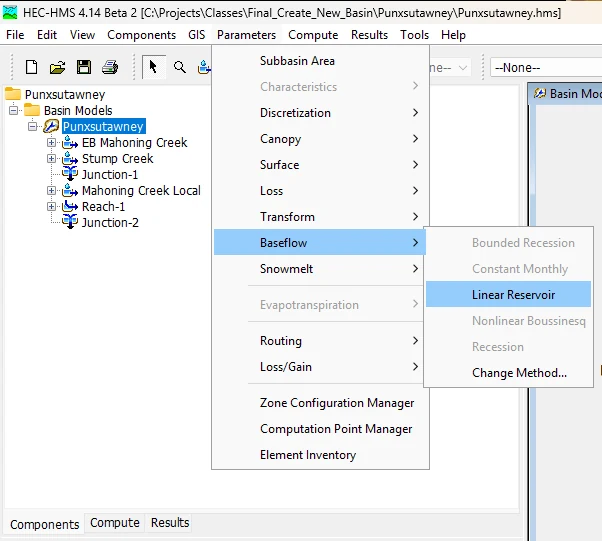 HEC-HMS 4.14 Beta 2 [C:\Projects\Classes\Final_Create_New_Basin\Punxsutawney\Punxsutawney.hms]
File Edit View Components GIS Parameters Compute Results Tools Help
--None--
Punxsutawney
Basin Models
Punxsutawney
EB Mahoning Creek
Stump Creek
Junction-1
Mahoning Creek Local
Reach-1
Junction-2
Components Compute Results
Subbasin Area
Characteristics
Discretization
Canopy
Surface
Loss
Transform
Baseflow
Snowmelt
Evapotranspiration
Routing
Loss/Gain
Zone Configuration Manager
Computation Point Manager
Element Inventory
Bounded Recession
Constant Monthly
Linear Reservoir
Nonlinear Boussinesq
Recession
Change Method...
ne--
Basin Mod